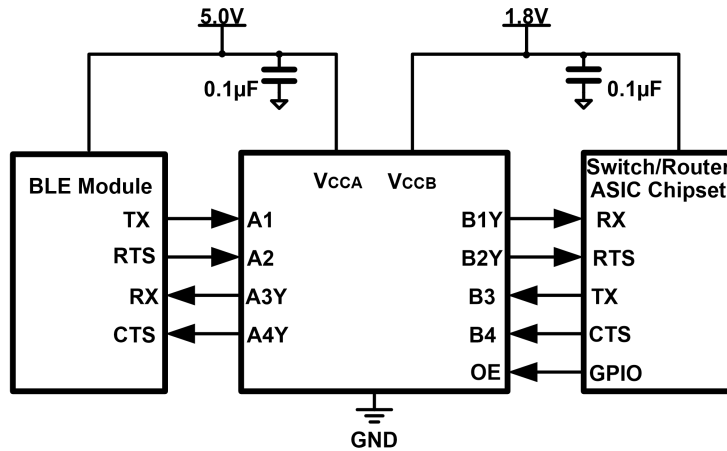 5.0V
1.8V
0.1µF
0.1µF
BLE Module
VCCA
VCCB
Switch/Router
ASIC Chipset
TX
A1
B1Y
RX
RTS
A2
B2Y
RTS
RX
A3Y
B3
TX
CTS
A4Y
B4
CTS
OE
GPIO
GND